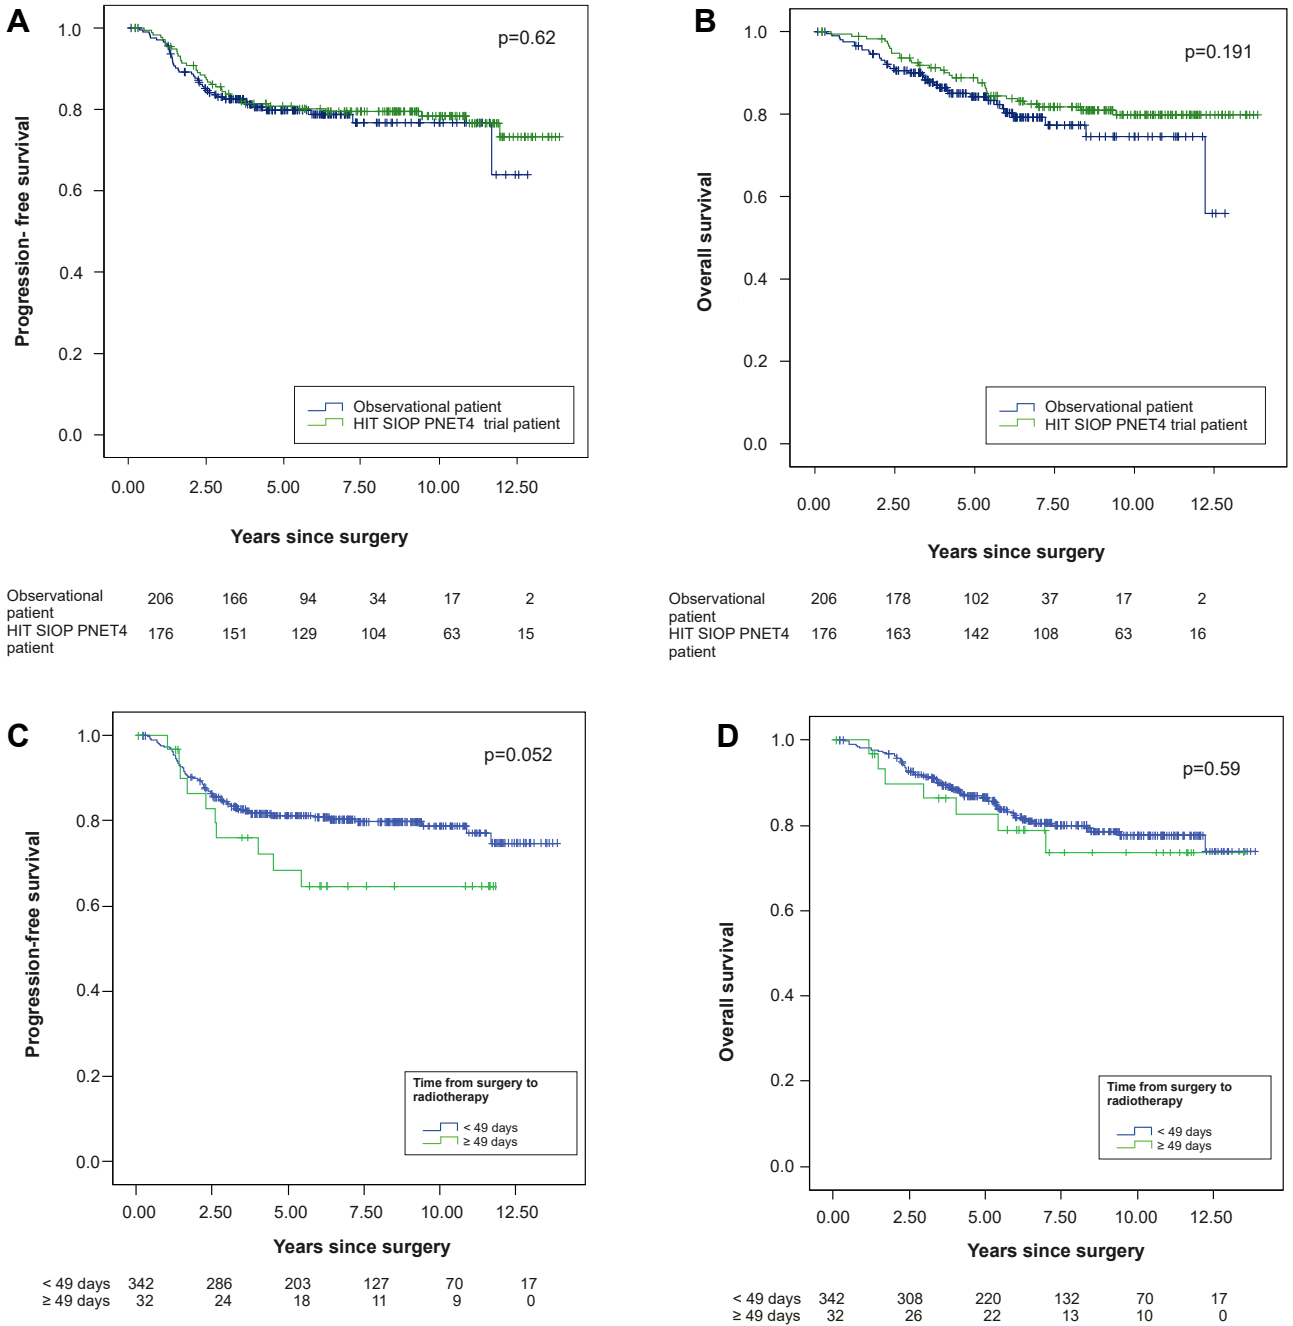 A
p=0.62
1.0
0.8
0.6
0.4
0.2
0.0
Progression- free survival
Observational patient
HIT SIOP PNET4 trial patient
0.00 2.50 5.00 7.50 10.00 12.50
Years since surgery
Observational patient 206 166 94 34 17 2
HIT SIOP PNET4 patient 176 151 129 104 63 15
B
p=0.191
1.0
0.8
0.6
0.4
0.2
0.0
Overall survival
Observational patient
HIT SIOP PNET4 trial patient
0.00 2.50 5.00 7.50 10.00 12.50
Years since surgery
Observational patient 206 178 102 37 17 2
HIT SIOP PNET4 patient 176 163 142 108 63 16
C
p=0.052
1.0
0.8
0.6
0.4
0.2
0.0
Progression-free survival
Time from surgery to
radiotherapy
< 49 days
≥ 49 days
0.00 2.50 5.00 7.50 10.00 12.50
Years since surgery
< 49 days 342 286 203 127 70 17
≥ 49 days 32 24 18 11 9 0
D
p=0.59
1.0
0.8
0.6
0.4
0.2
0.0
Overall survival
Time from surgery to
radiotherapy
< 49 days
≥ 49 days
0.00 2.50 5.00 7.50 10.00 12.50
Years since surgery
< 49 days 342 308 220 132 70 17
≥ 49 days 32 26 22 13 10 0